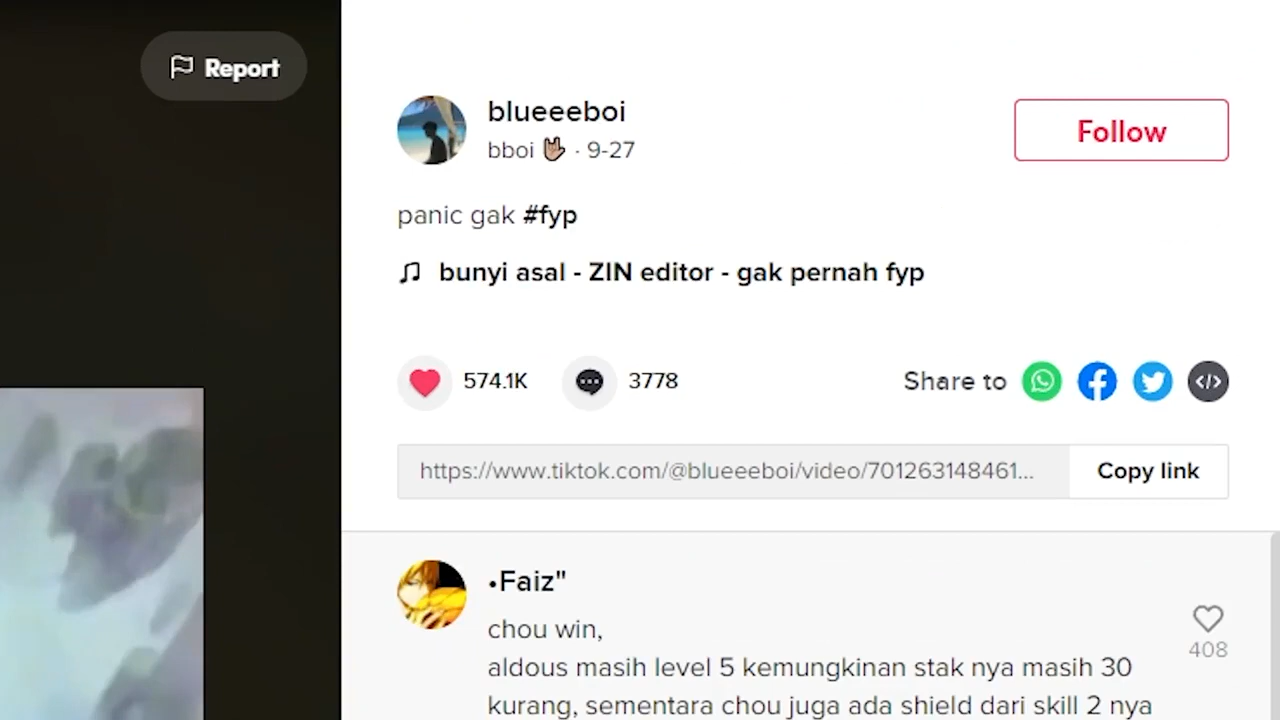 Report
blueeeboi
bboi 🤟🏼 · 9-27
Follow
panic gak #fyp
bunyi asal - ZIN editor - gak pernah fyp
574.1K
3778
Share to
https://www.tiktok.com/@blueeeboi/video/701263148461...
Copy link
•Faiz"
chou win,
408
aldous masih level 5 kemungkinan stak nya masih 30
kurang, sementara chou juga ada shield dari skill 2 nya